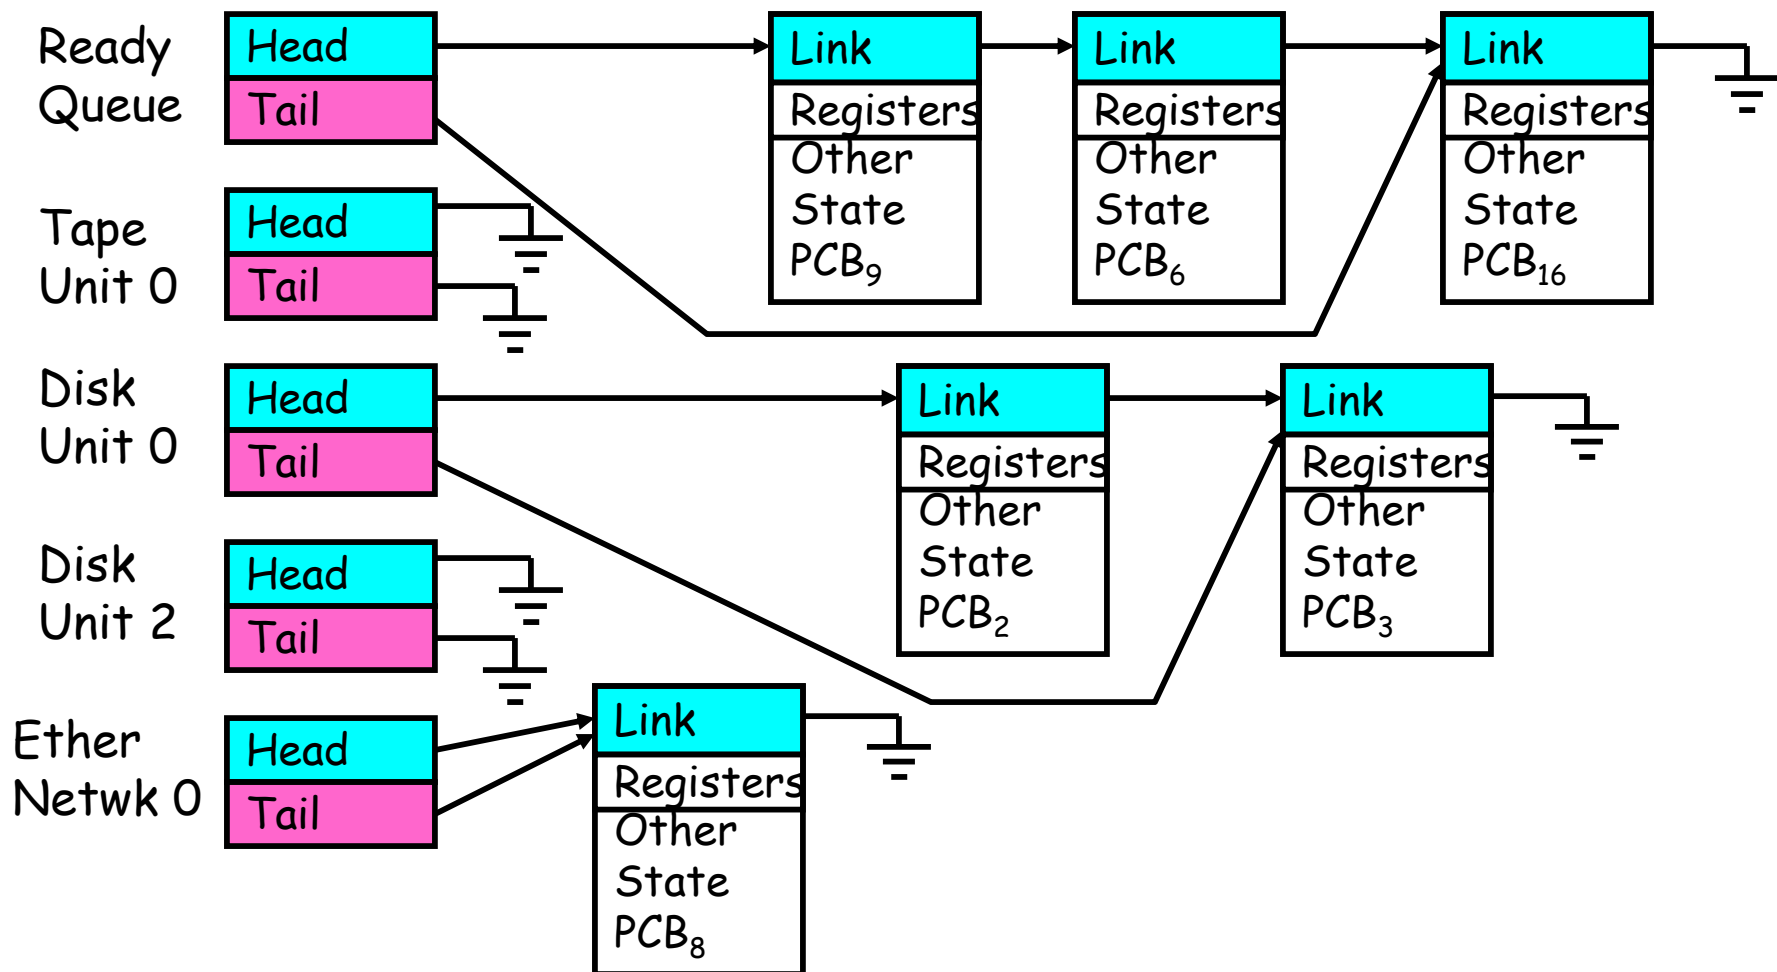 Ready
Queue
Head
Tail
Link
Registers
Other
State
PCB₉
Link
Registers
Other
State
PCB₆
Link
Registers
Other
State
PCB₁₆
Tape
Unit 0
Head
Tail
Disk
Unit 0
Head
Tail
Link
Registers
Other
State
PCB₂
Link
Registers
Other
State
PCB₃
Disk
Unit 2
Head
Tail
Ether
Netwk 0
Head
Tail
Link
Registers
Other
State
PCB₈